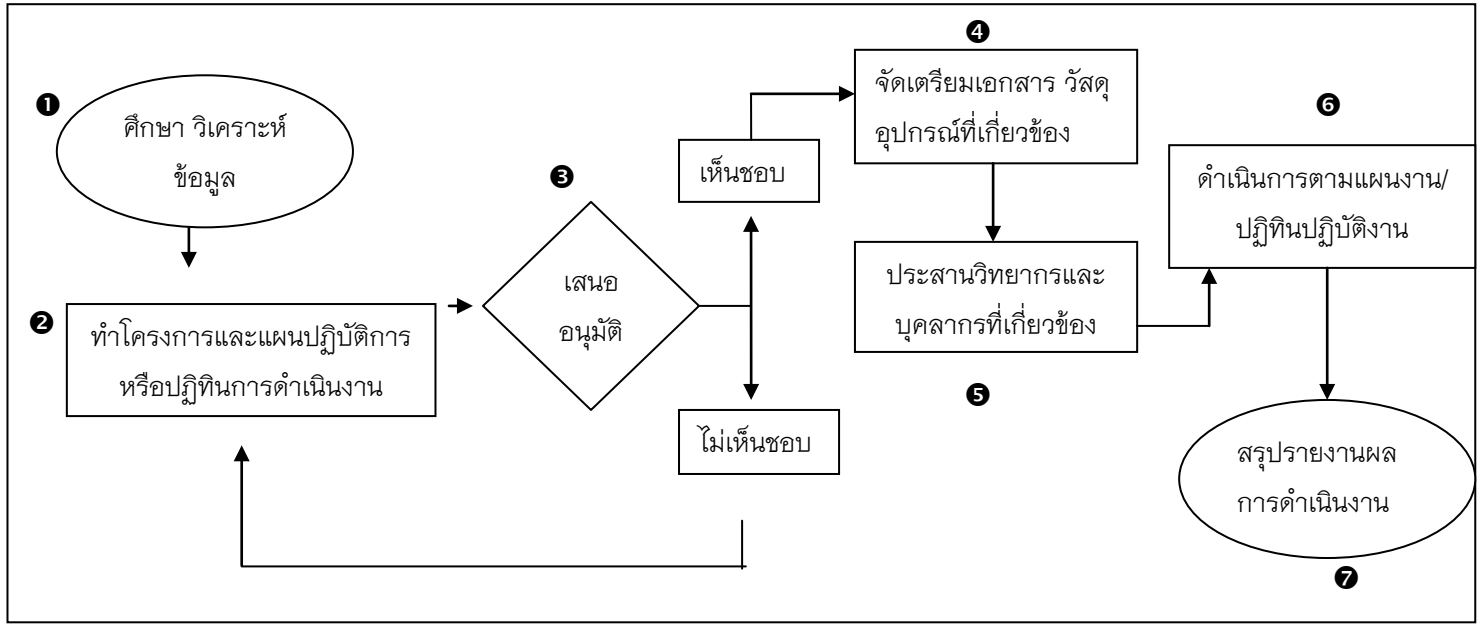 ❶
ศึกษา วิเคราะห์
ข้อมูล
❷
ทำโครงการและแผนปฏิบัติการ
หรือปฏิทินการดำเนินงาน
❸
เสนอ
อนุมัติ
เห็นชอบ
ไม่เห็นชอบ
❹
จัดเตรียมเอกสาร วัสดุ
อุปกรณ์ที่เกี่ยวข้อง
ประสานวิทยากรและ
บุคลากรที่เกี่ยวข้อง
❺
❻
ดำเนินการตามแผนงาน/
ปฏิทินปฏิบัติงาน
สรุปรายงานผล
การดำเนินงาน
❼